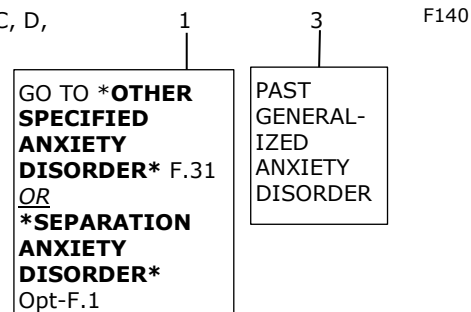 C, D, 1 3 F140
GO TO *OTHER
SPECIFIED
ANXIETY
DISORDER* F.31
OR
*SEPARATION
ANXIETY
DISORDER*
Opt-F.1
PAST
GENERAL-
IZED
ANXIETY
DISORDER